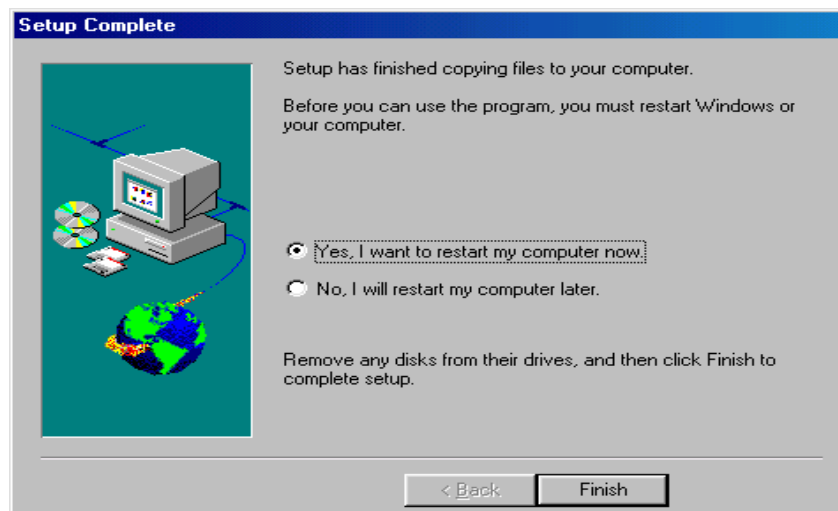 Setup Complete
Setup has finished copying files to your computer.
Before you can use the program, you must restart Windows or
your computer.
Yes, I want to restart my computer now.
No, I will restart my computer later.
Remove any disks from their drives, and then click Finish to
complete setup.
< Back
Finish